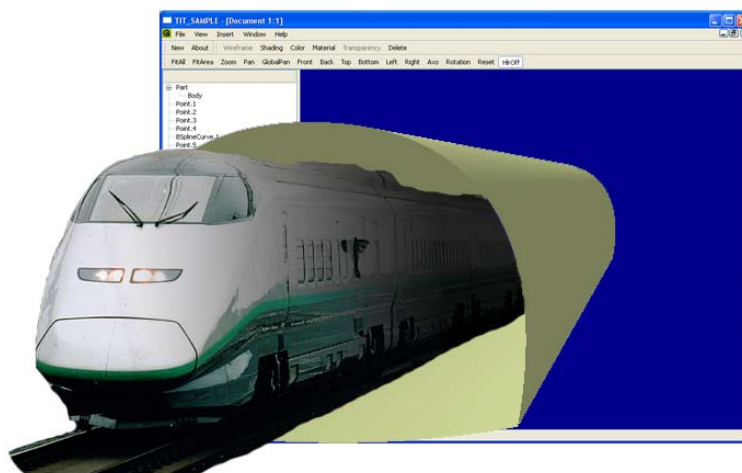 TIT_SAMPLE - [Document 1:1]
File View Insert Window Help
New About Wireframe Shading Color Material Transparency Delete
FitAll FitArea Zoom Pan GlobalPan Front Back Top Bottom Left Right Axo Rotation Reset HlrOff
Part
Body
Point.1
Point.2
Point.3
Point.4
BSplineCurve.1
Point.5